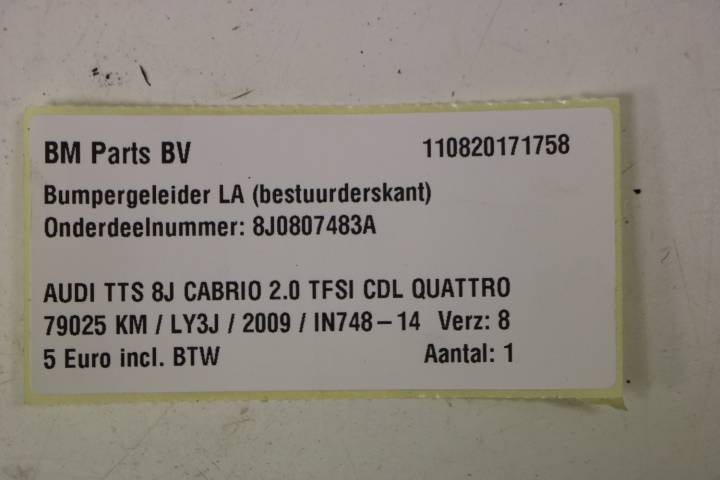 BM Parts BV 110820171758
Bumpergeleider LA (bestuurderskant)
Onderdeelnummer: 8J0807483A
AUDI TTS 8J CABRIO 2.0 TFSI CDL QUATTRO
79025 KM / LY3J / 2009 / IN748-14 Verz: 8
5 Euro incl. BTW Aantal: 1